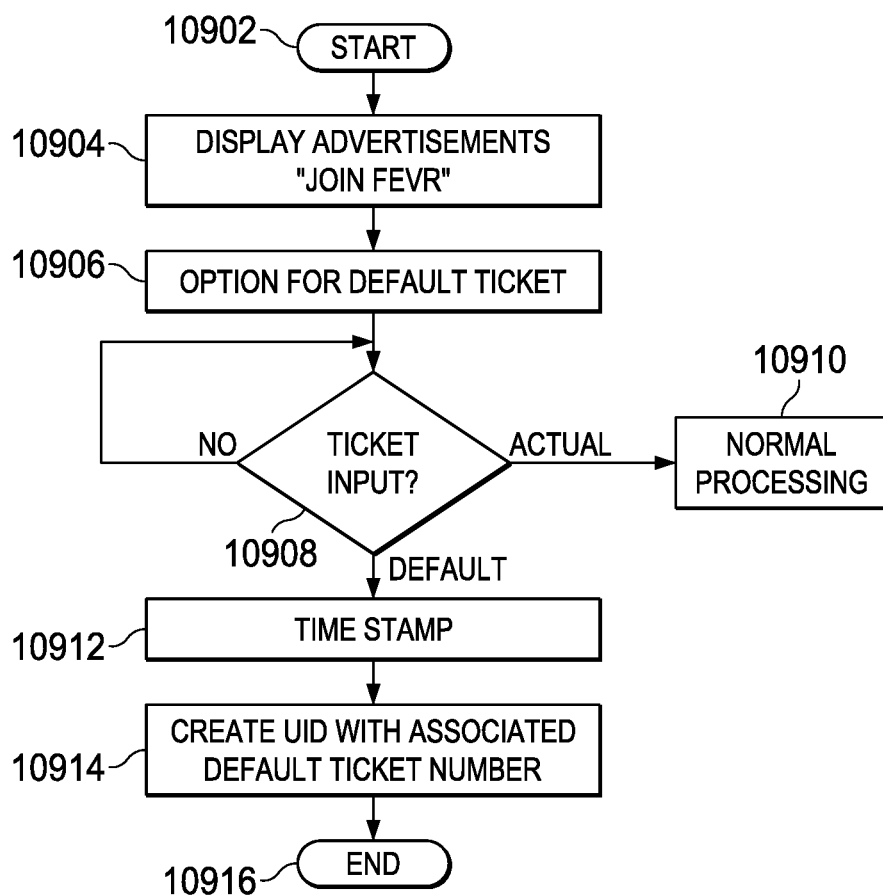 10902
START
10904
DISPLAY ADVERTISEMENTS
"JOIN FEVR"
10906
OPTION FOR DEFAULT TICKET
10910
NO
TICKET
INPUT?
ACTUAL
NORMAL
PROCESSING
10908
DEFAULT
10912
TIME STAMP
10914
CREATE UID WITH ASSOCIATED
DEFAULT TICKET NUMBER
10916
END